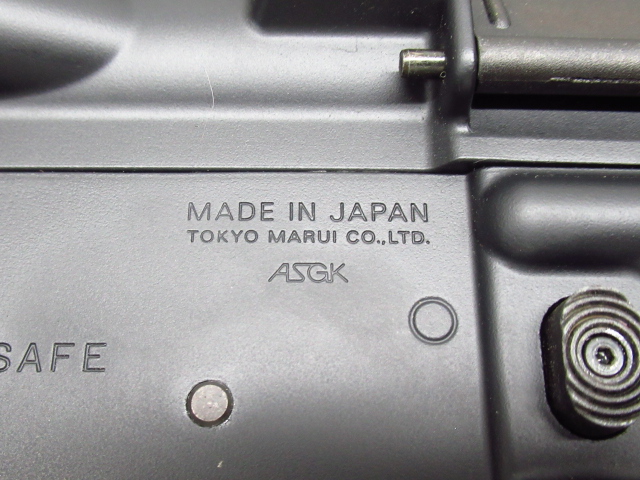 MADE IN JAPAN
TOKYO MARUI CO.,LTD.
ASGK
SAFE